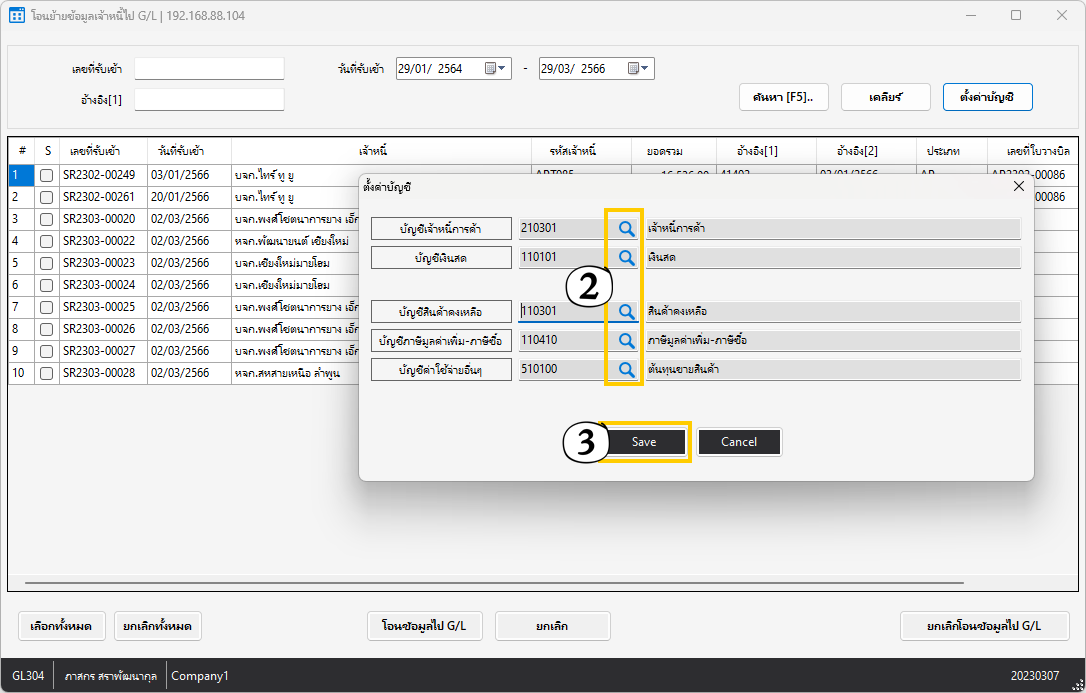 โอนย้ายข้อมูลเจ้าหนี้ไป G/L | 192.168.88.104
เลขที่รับเข้า วันที่รับเข้า 29/01/ 2564 - 29/03/ 2566
อ้างอิง[1]
ค้นหา [F5].. เคลียร์ ตั้งค่าบัญชี
# S เลขที่รับเข้า วันที่รับเข้า เจ้าหนี้ รหัสเจ้าหนี้ ยอดรวม อ้างอิง[1] อ้างอิง[2] ประเภท เลขที่ใบวางบิล
1 SR2302-00249 03/01/2566 บจก.ไทร์ ทู ยู
2 SR2302-00261 20/01/2566 บจก.ไทร์ ทู ยู
3 SR2303-00020 02/03/2566 บจก.พงศ์โชตนาการยาง เอ็ก
4 SR2303-00022 02/03/2566 หจก.พัฒนายนต์ เชียงใหม่
5 SR2303-00023 02/03/2566 บจก.เชียงใหม่มายโฮม
6 SR2303-00024 02/03/2566 บจก.เชียงใหม่มายโฮม
7 SR2303-00025 02/03/2566 บจก.พงศ์โชตนาการยาง เอ็ก
8 SR2303-00026 02/03/2566 บจก.พงศ์โชตนาการยาง เอ็ก
9 SR2303-00027 02/03/2566 บจก.พงศ์โชตนาการยาง เอ็ก
10 SR2303-00028 02/03/2566 หจก.สหสายเหนือ ลำพูน
ตั้งค่าบัญชี
บัญชีเจ้าหนี้การค้า 210301 เจ้าหนี้การค้า
บัญชีเงินสด 110101 เงินสด
2
บัญชีสินค้าคงเหลือ 110301 สินค้าคงเหลือ
บัญชีภาษีมูลค่าเพิ่ม-ภาษีซื้อ 110410 ภาษีมูลค่าเพิ่ม-ภาษีซื้อ
บัญชีค่าใช้จ่ายอื่นๆ 510100 ต้นทุนขายสินค้า
3 Save Cancel
เลือกทั้งหมด ยกเลิกทั้งหมด โอนข้อมูลไป G/L ยกเลิก ยกเลิกโอนข้อมูลไป G/L
GL304 ภาสกร สราพัฒนากุล Company1 20230307